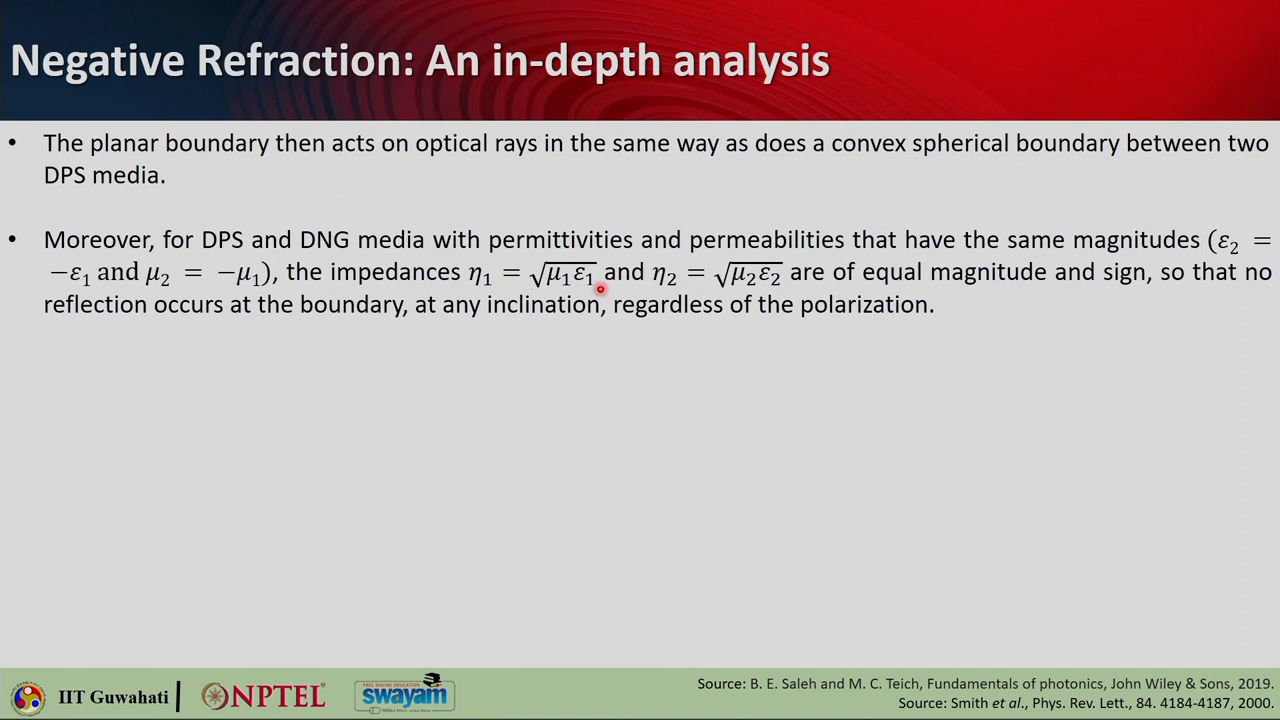 Negative Refraction: An in-depth analysis
• The planar boundary then acts on optical rays in the same way as does a convex spherical boundary between two
DPS media.
• Moreover, for DPS and DNG media with permittivities and permeabilities that have the same magnitudes (ε₂ =
−ε₁ and μ₂ = −μ₁), the impedances η₁ = √μ₁ε₁ and η₂ = √μ₂ε₂ are of equal magnitude and sign, so that no
reflection occurs at the boundary, at any inclination, regardless of the polarization.
IIT Guwahati
NPTEL
FREE ONLINE EDUCATION
swayam
Source: B. E. Saleh and M. C. Teich, Fundamentals of photonics, John Wiley & Sons, 2019.
Source: Smith et al., Phys. Rev. Lett., 84. 4184-4187, 2000.